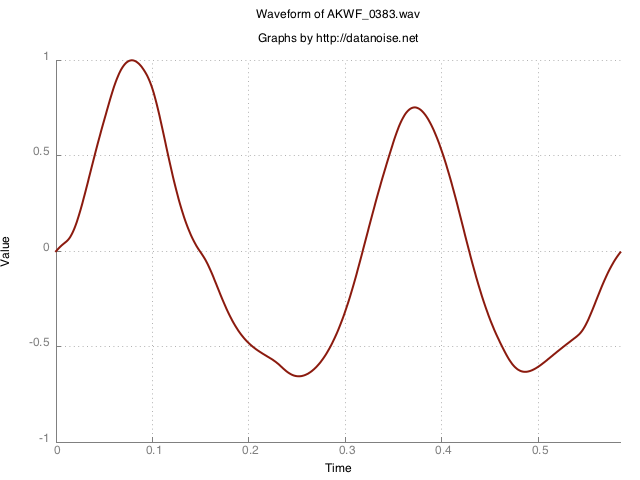 Waveform of AKWF_0383.wav
Graphs by http://datanoise.net
1
0.5
0
-0.5
-1
Value
0 0.1 0.2 0.3 0.4 0.5
Time